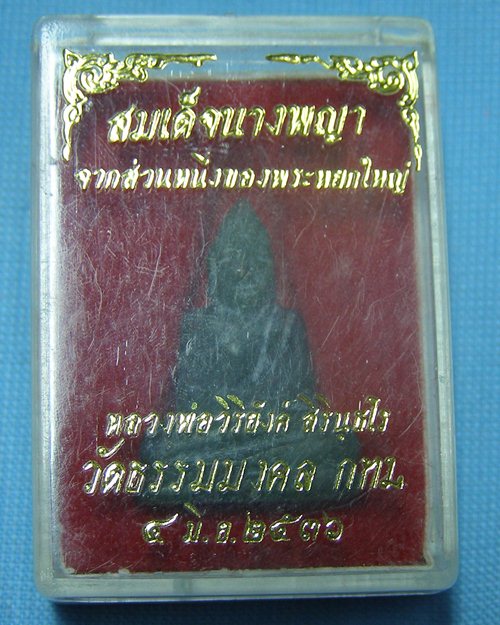 สมเด็จนางพญา
จากส่วนหนึ่งของพระหยกใหญ่
หลวงพ่อวิริยังค์ สิรินฺธโร
วัดธรรมมงคล กทม.
๔ มิ.ย. ๒๕๓๖